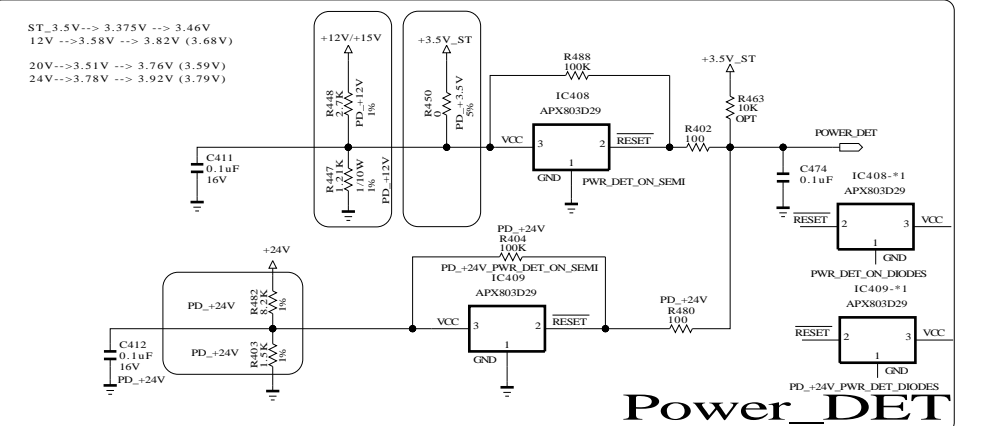 ST_3.5V--> 3.375V --> 3.46V
12V -->3.58V --> 3.82V (3.68V)
20V-->3.51V --> 3.76V (3.59V)
24V-->3.78V --> 3.92V (3.79V)
+12V/+15V
R448
2.7K
PD_+12V
1%
R447
1.21K
1/10W
1%
PD_+12V
C411
0.1uF
16V
+3.5V_ST
R450
0
PD_+3.5V
5%
R488
100K
IC408
APX803D29
VCC
3
2
RESET
1
GND
PWR_DET_ON_SEMI
R402
100
+3.5V_ST
R463
10K
OPT
POWER_DET
C474
0.1uF
IC408-*1
APX803D29
RESET
2
3
VCC
1
GND
PWR_DET_ON_DIODES
+24V
PD_+24V
R482
8.2K
1%
PD_+24V
R403
1.5K
1%
C412
0.1uF
16V
PD_+24V
PD_+24V
R404
100K
PD_+24V_PWR_DET_ON_SEMI
IC409
APX803D29
VCC
3
2
RESET
1
GND
PD_+24V
R480
100
IC409-*1
APX803D29
RESET
2
3
VCC
1
GND
PD_+24V_PWR_DET_DIODES
Power_DET